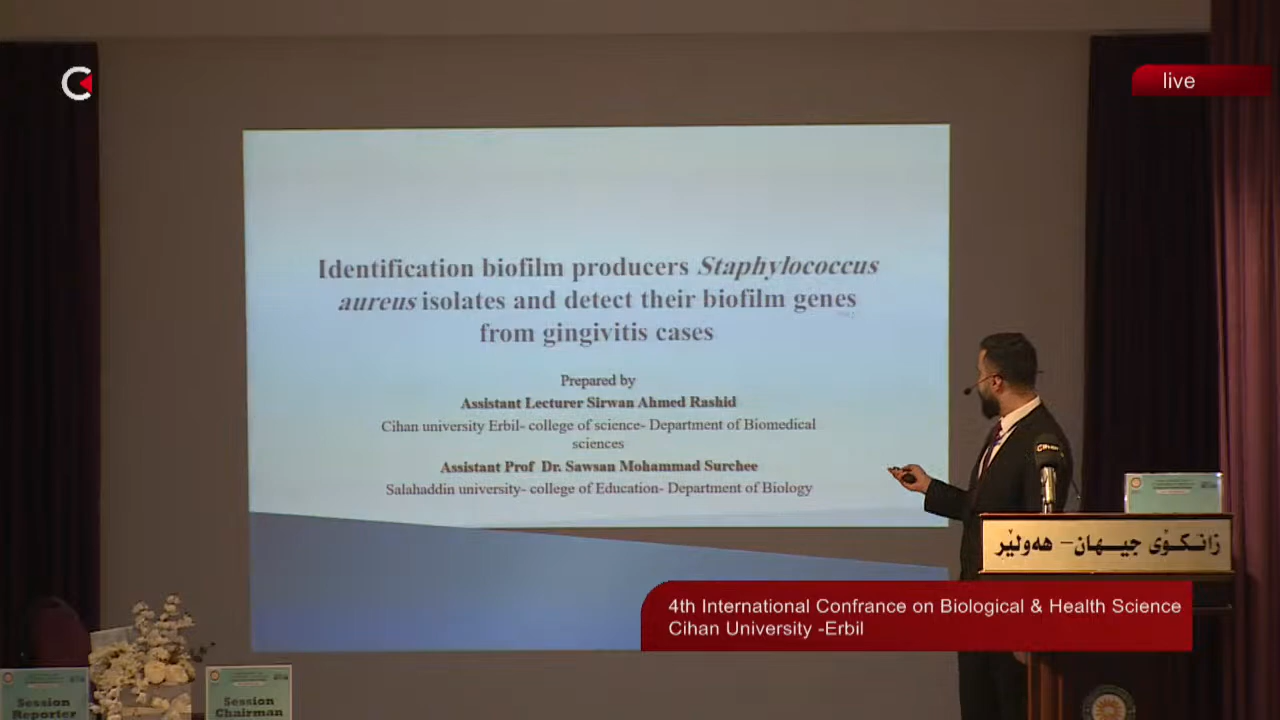 live
Identification biofilm producers Staphylococcus
aureus isolates and detect their biofilm genes
from gingivitis cases
Prepared by
Assistant Lecturer Sirwan Ahmed Rashid
Cihan university Erbil- college of science- Department of Biomedical
sciences
Assistant Prof Dr. Sawsan Mohammad Surchee
Salahaddin university- college of Education- Department of Biology
زانكۆی جیهان - هەولێر
4th International Confrance on Biological & Health Science
Cihan University -Erbil
Session
Reporter
Session
Chairman